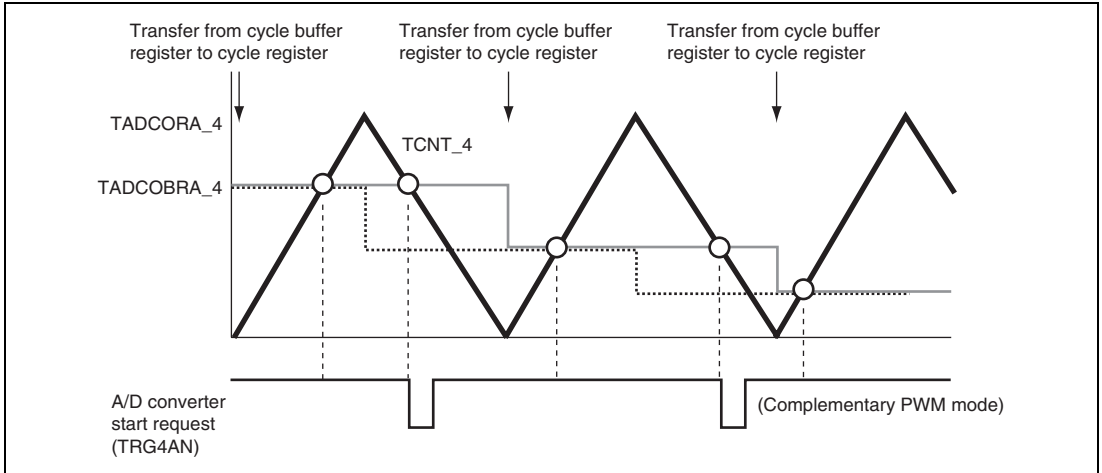 Transfer from cycle buffer
register to cycle register
Transfer from cycle buffer
register to cycle register
Transfer from cycle buffer
register to cycle register
TADCORA_4
TCNT_4
TADCOBRA_4
A/D converter
start request
(TRG4AN)
(Complementary PWM mode)